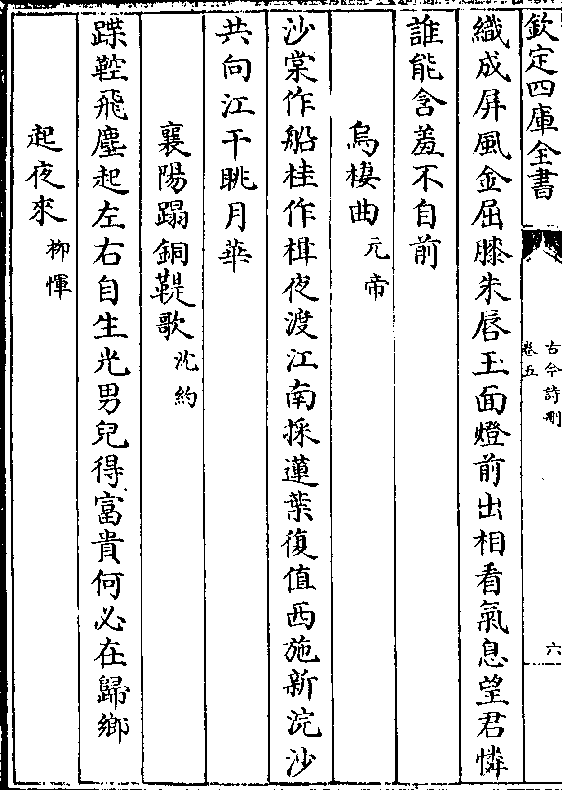 欽定四庫全書
古今詩刪
卷五
六
織成屏風金屈膝朱唇玉面燈前出相看氣息望君憐
誰能含羞不自前
烏棲曲 元帝
沙棠作船桂作楫夜渡江南採蓮葉復值西施新浣沙
共向江干眺月華
襄陽蹋銅鞮歌 沈約
蹀鞚飛塵起左右自生光男兒得富貴何必在歸鄉
起夜來 柳惲